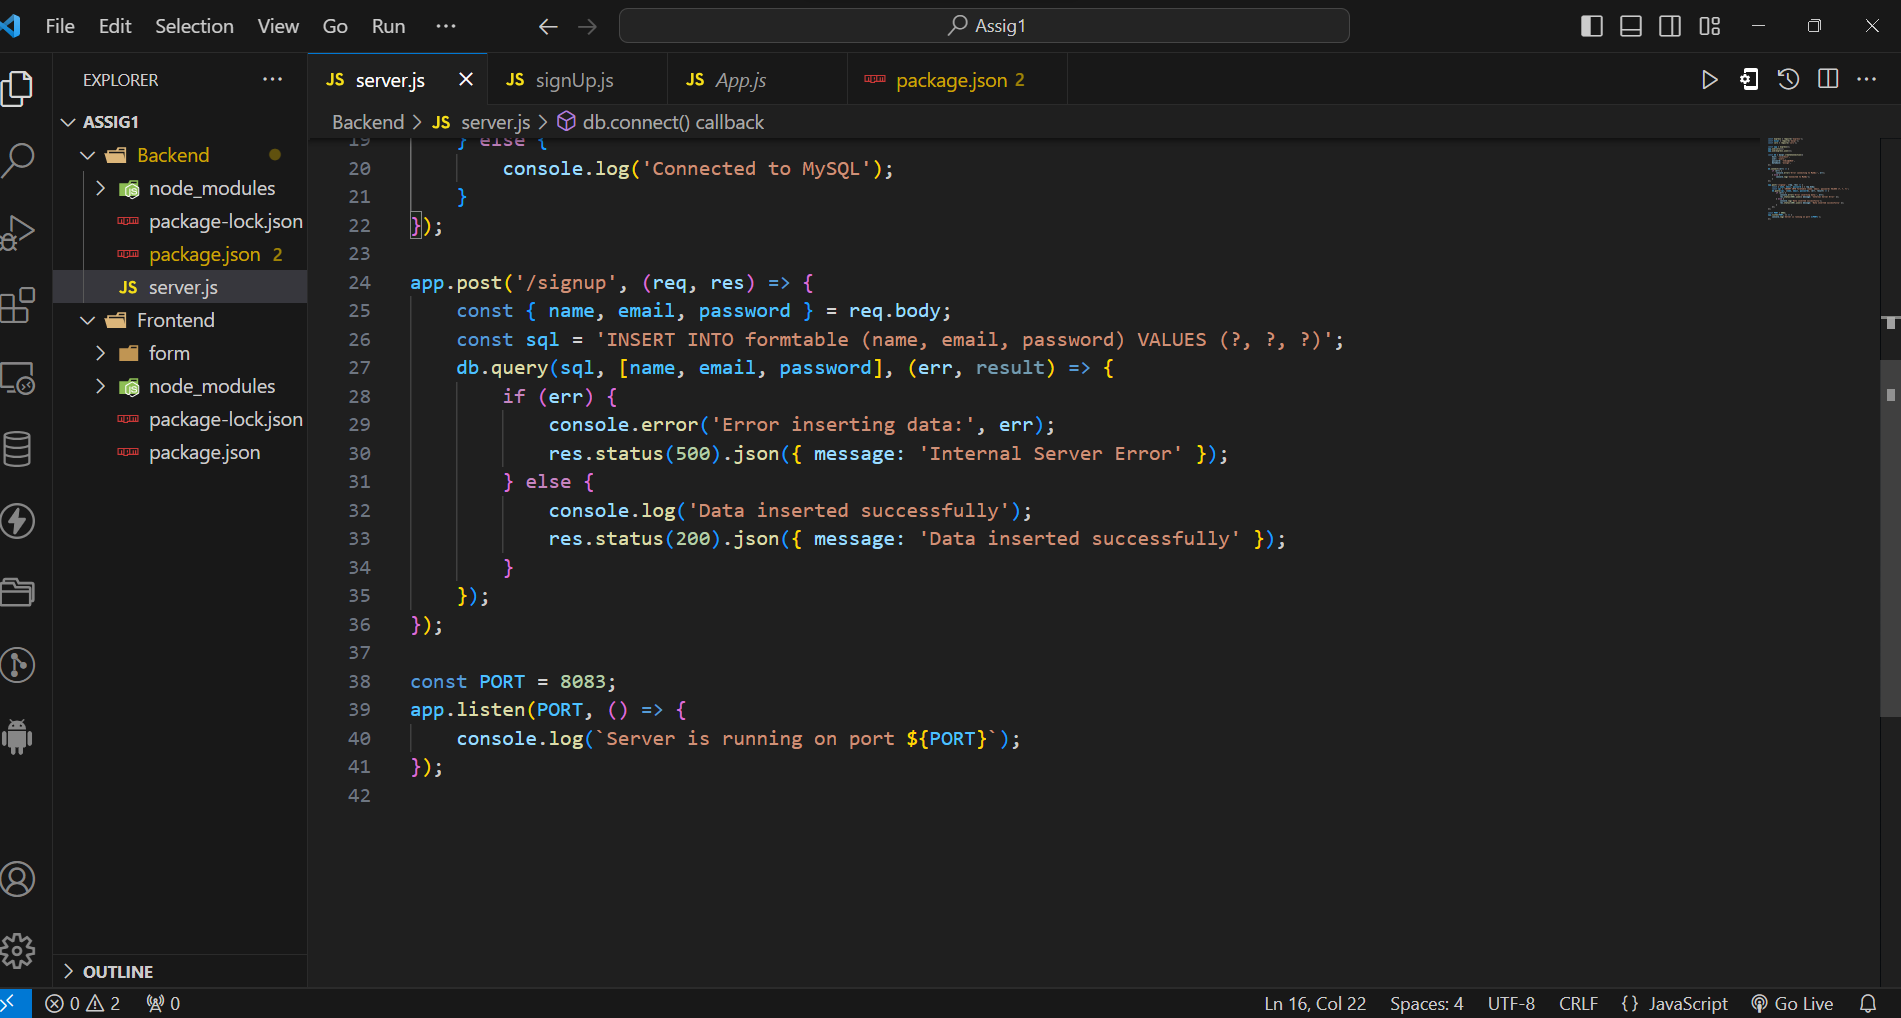 File Edit Selection View Go Run ··· Assig1
EXPLORER ···
JS server.js JS signUp.js JS App.js package.json 2
Backend > JS server.js > db.connect() callback
ASSIG1
Backend
node_modules
package-lock.json
package.json 2
JS server.js
Frontend
form
node_modules
package-lock.json
package.json
OUTLINE
19 } else {
20 console.log('Connected to MySQL');
21 }
22 });
23
24 app.post('/signup', (req, res) => {
25 const { name, email, password } = req.body;
26 const sql = 'INSERT INTO formtable (name, email, password) VALUES (?, ?, ?)';
27 db.query(sql, [name, email, password], (err, result) => {
28 if (err) {
29 console.error('Error inserting data:', err);
30 res.status(500).json({ message: 'Internal Server Error' });
31 } else {
32 console.log('Data inserted successfully');
33 res.status(200).json({ message: 'Data inserted successfully' });
34 }
35 });
36 });
37
38 const PORT = 8083;
39 app.listen(PORT, () => {
40 console.log(`Server is running on port ${PORT}`);
41 });
42
0 2 0 Ln 16, Col 22 Spaces: 4 UTF-8 CRLF {} JavaScript Go Live